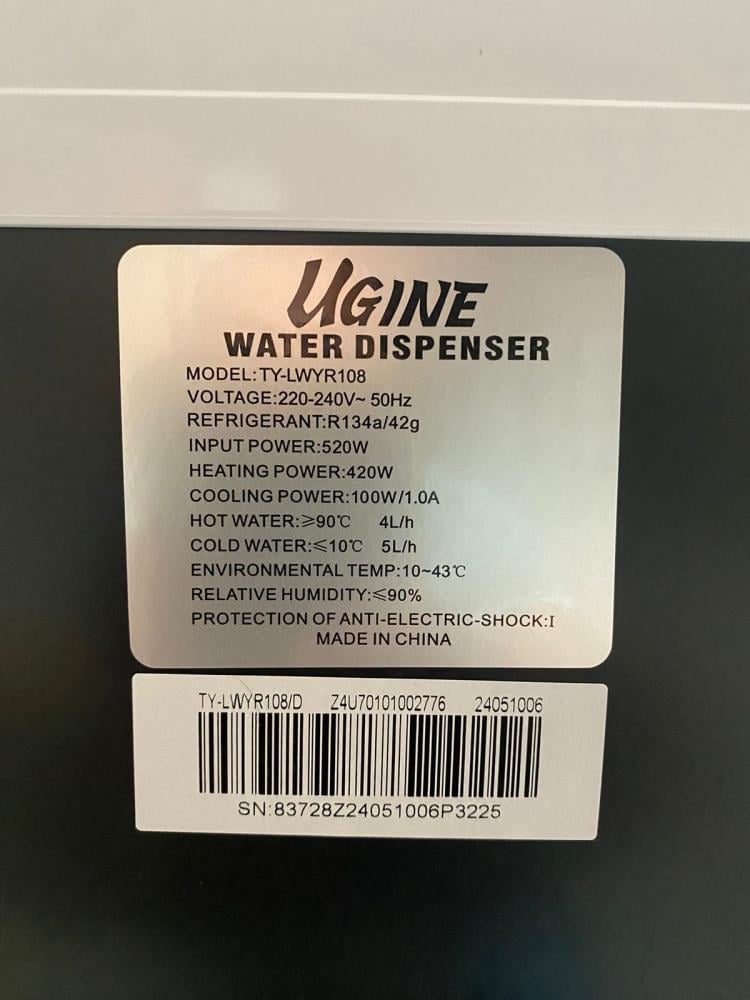 UGINE
WATER DISPENSER
MODEL:TY-LWYR108
VOLTAGE:220-240V~ 50Hz
REFRIGERANT:R134a/42g
INPUT POWER:520W
HEATING POWER:420W
COOLING POWER:100W/1.0A
HOT WATER:≥90℃ 4L/h
COLD WATER:≤10℃ 5L/h
ENVIRONMENTAL TEMP:10~43℃
RELATIVE HUMIDITY:≤90%
PROTECTION OF ANTI-ELECTRIC-SHOCK:I
MADE IN CHINA
TY-LWYR108/D Z4U70101002776 24051006
SN:83728Z24051006P3225